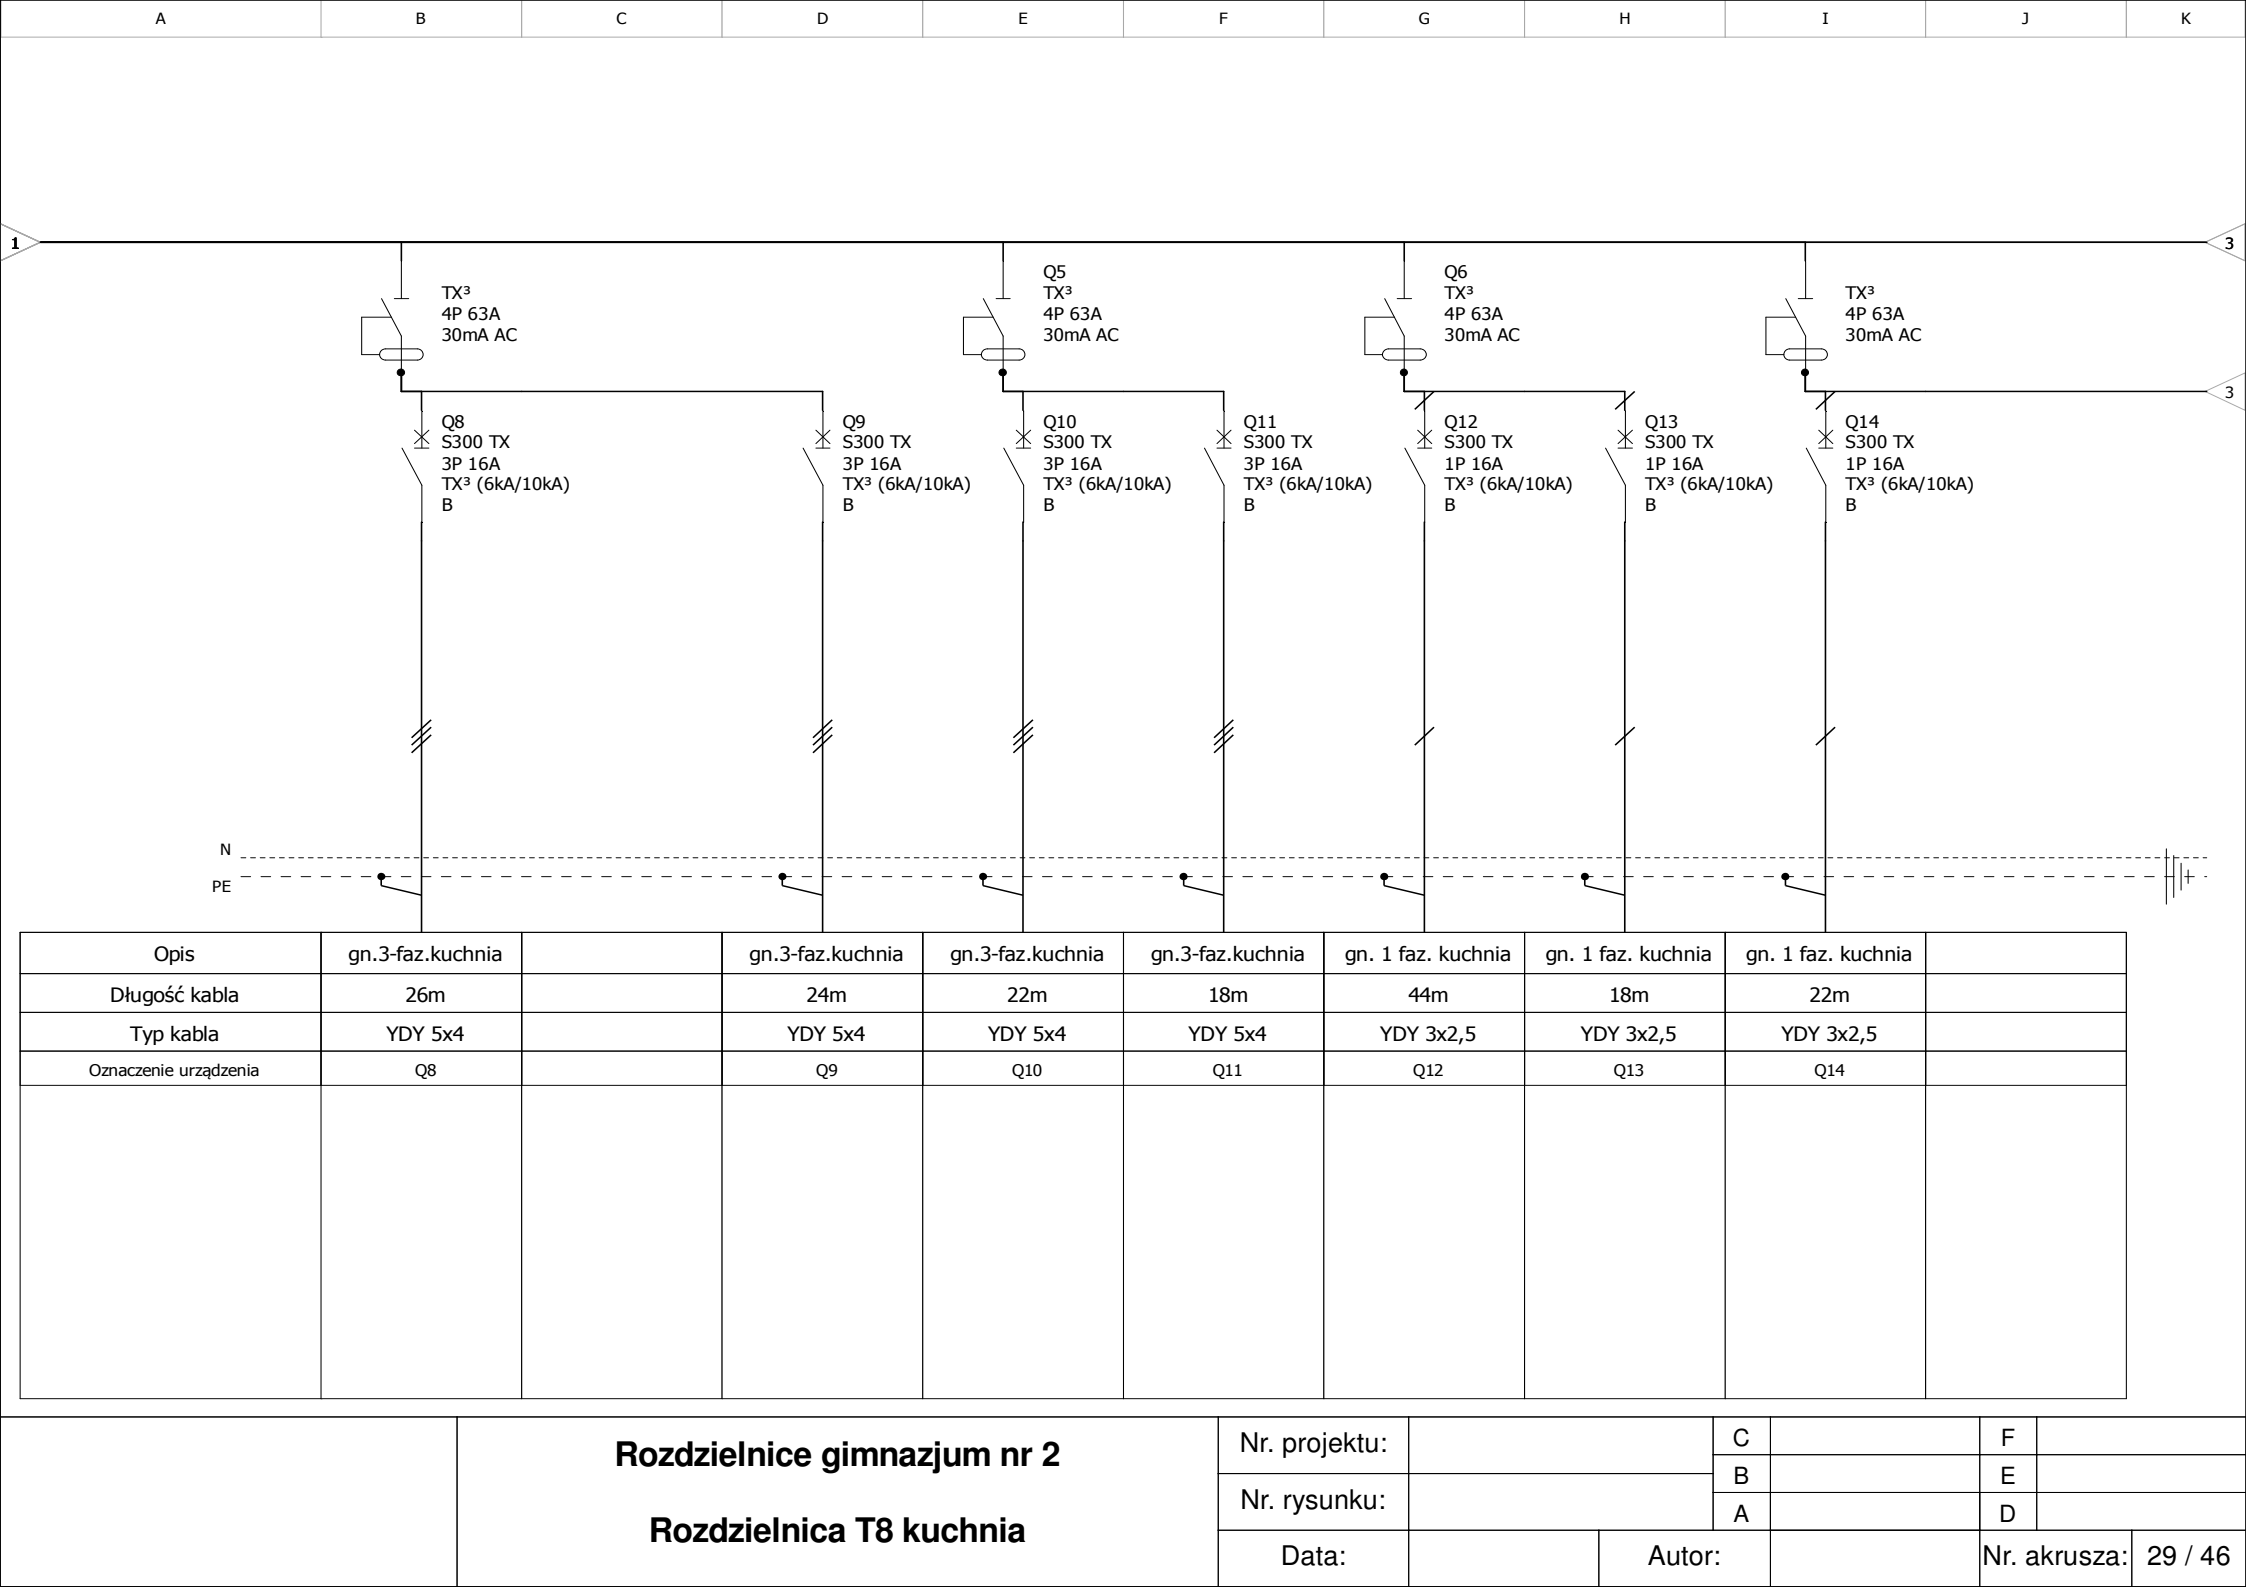 A B C D E F G H I J K
1 3
TX³
4P 63A
30mA AC
Q5
TX³
4P 63A
30mA AC
Q6
TX³
4P 63A
30mA AC
TX³
4P 63A
30mA AC
3
Q8
S300 TX
3P 16A
TX³ (6kA/10kA)
B
Q9
S300 TX
3P 16A
TX³ (6kA/10kA)
B
Q10
S300 TX
3P 16A
TX³ (6kA/10kA)
B
Q11
S300 TX
3P 16A
TX³ (6kA/10kA)
B
Q12
S300 TX
1P 16A
TX³ (6kA/10kA)
B
Q13
S300 TX
1P 16A
TX³ (6kA/10kA)
B
Q14
S300 TX
1P 16A
TX³ (6kA/10kA)
B
N
PE
Opis gn.3-faz.kuchnia gn.3-faz.kuchnia gn.3-faz.kuchnia gn.3-faz.kuchnia gn. 1 faz. kuchnia gn. 1 faz. kuchnia gn. 1 faz. kuchnia
Długość kabla 26m 24m 22m 18m 44m 18m 22m
Typ kabla YDY 5x4 YDY 5x4 YDY 5x4 YDY 5x4 YDY 3x2,5 YDY 3x2,5 YDY 3x2,5
Oznaczenie urządzenia Q8 Q9 Q10 Q11 Q12 Q13 Q14
Rozdzielnice gimnazjum nr 2
Rozdzielnica T8 kuchnia
Nr. projektu:
Nr. rysunku:
C F
B E
A D
Data: Autor: Nr. akrusza: 29 / 46